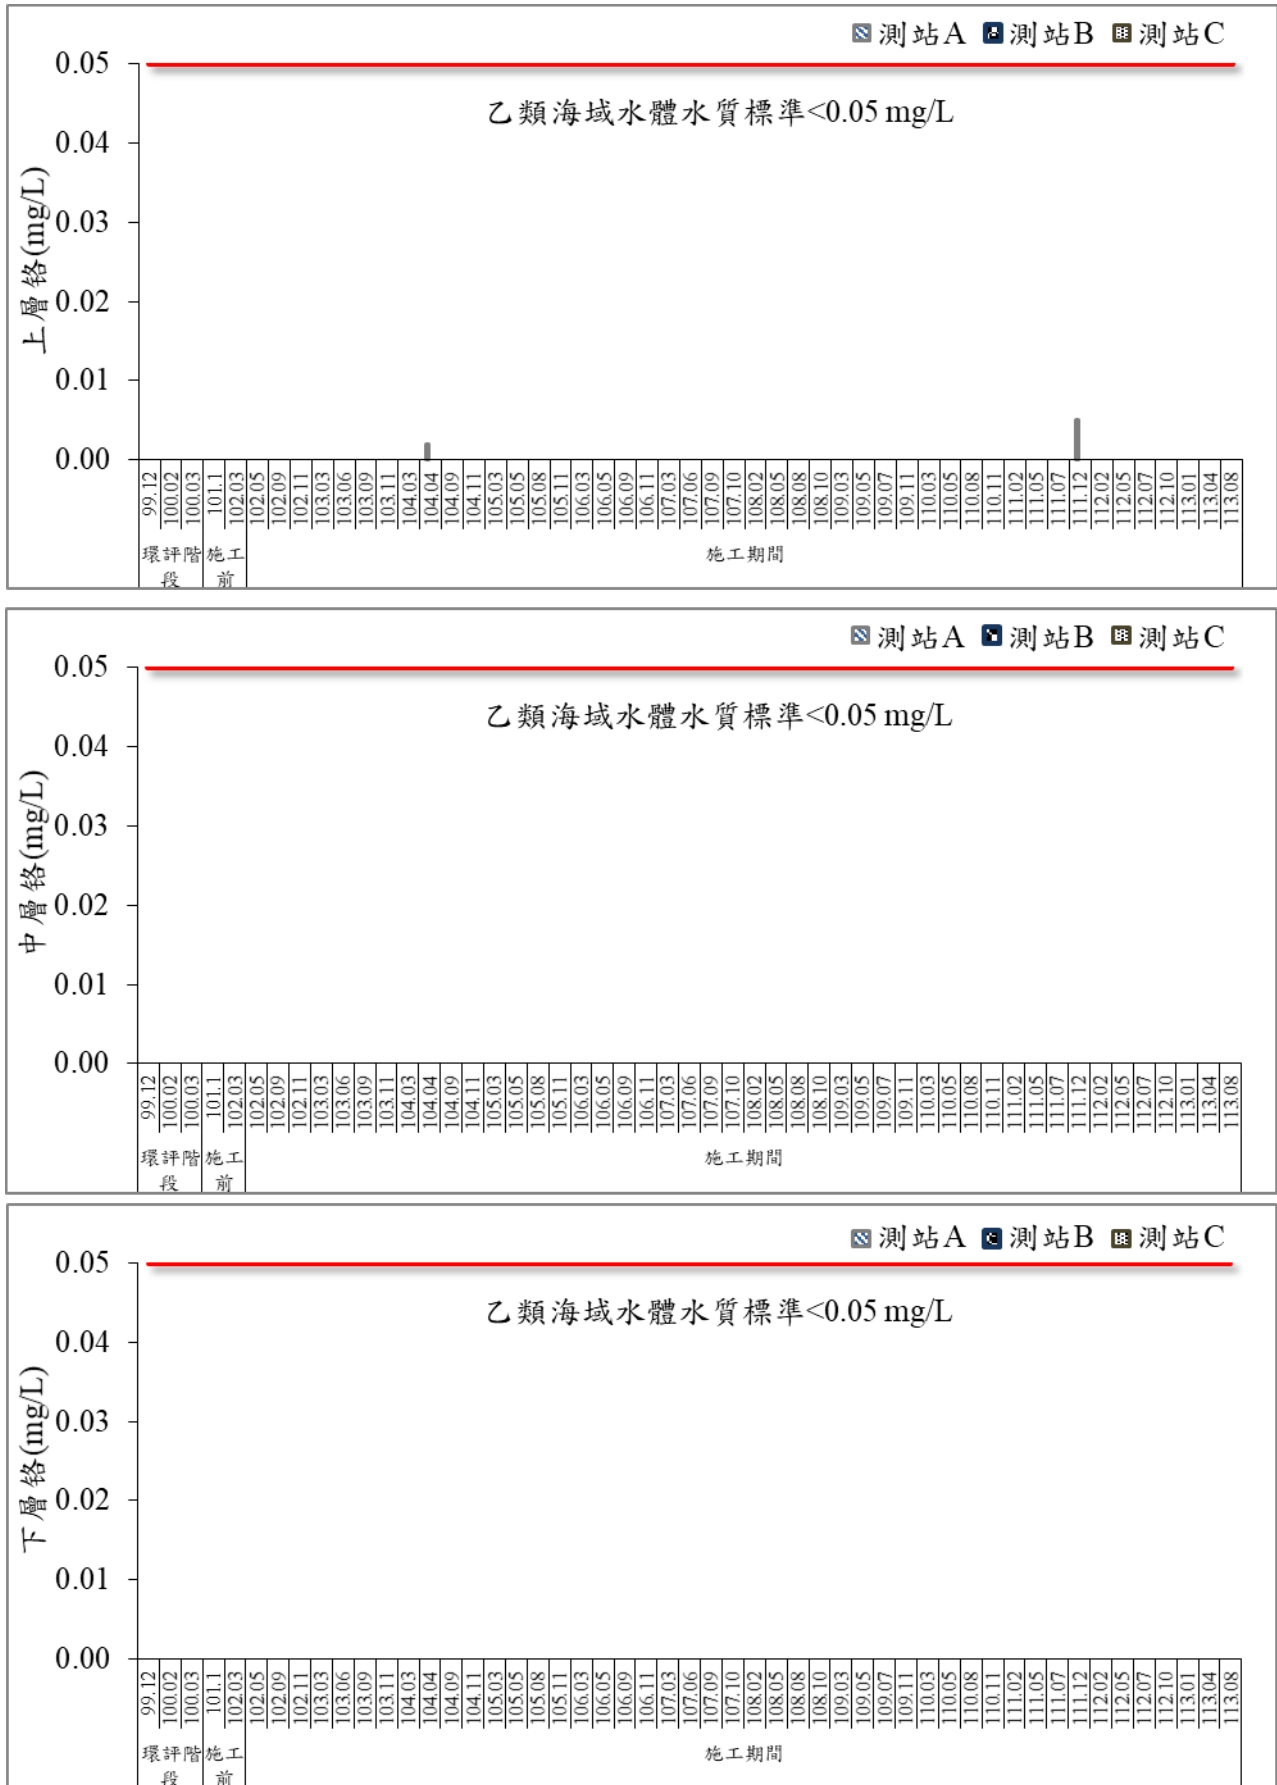 測站A 測站B 測站C
0.05
乙類海域水體水質標準<0.05 mg/L
0.04
0.03
0.02
0.01
0.00
上層铬(mg/L)
99.12 100.02 100.03 101.1 102.03 102.05 102.09 102.11 103.03 103.06 103.09 103.11 104.03 104.04 104.09 104.11 105.03 105.05 105.08 105.11 106.03 106.05 106.09 106.11 107.03 107.06 107.09 107.10 108.02 108.05 108.08 108.10 109.03 109.05 109.07 109.11 110.03 110.05 110.08 110.11 111.02 111.05 111.07 111.12 112.02 112.05 112.07 112.10 113.01 113.04 113.08
環評階段 施工前 施工期間
測站A 測站B 測站C
0.05
乙類海域水體水質標準<0.05 mg/L
0.04
0.03
0.02
0.01
0.00
中層铬(mg/L)
99.12 100.02 100.03 101.1 102.03 102.05 102.09 102.11 103.03 103.06 103.09 103.11 104.03 104.04 104.09 104.11 105.03 105.05 105.08 105.11 106.03 106.05 106.09 106.11 107.03 107.06 107.09 107.10 108.02 108.05 108.08 108.10 109.03 109.05 109.07 109.11 110.03 110.05 110.08 110.11 111.02 111.05 111.07 111.12 112.02 112.05 112.07 112.10 113.01 113.04 113.08
環評階段 施工前 施工期間
測站A 測站B 測站C
0.05
乙類海域水體水質標準<0.05 mg/L
0.04
0.03
0.02
0.01
0.00
下層铬(mg/L)
99.12 100.02 100.03 101.1 102.03 102.05 102.09 102.11 103.03 103.06 103.09 103.11 104.03 104.04 104.09 104.11 105.03 105.05 105.08 105.11 106.03 106.05 106.09 106.11 107.03 107.06 107.09 107.10 108.02 108.05 108.08 108.10 109.03 109.05 109.07 109.11 110.03 110.05 110.08 110.11 111.02 111.05 111.07 111.12 112.02 112.05 112.07 112.10 113.01 113.04 113.08
環評階段 施工前 施工期間